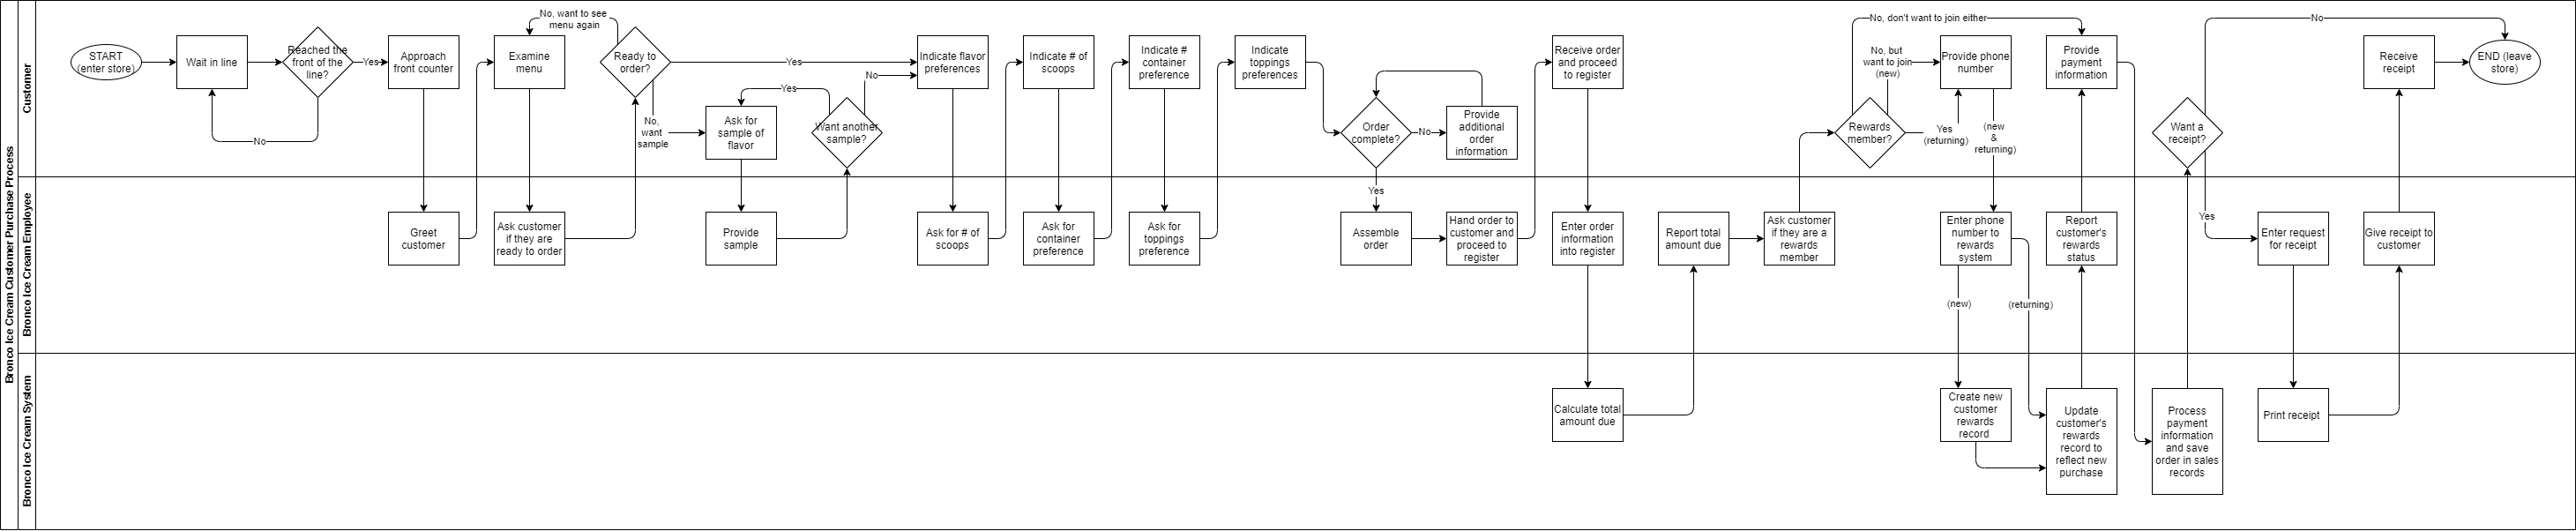 Bronco Ice Cream Customer Purchase Process
Customer
START
(enter store)
Wait in line
Reached the
front of the
line?
No
Yes
Approach
front counter
Examine
menu
No, want to see
menu again
Ready to
order?
Yes
No,
want
sample
Ask for
sample of
flavor
Yes
Want another
sample?
No
Indicate flavor
preferences
Indicate # of
scoops
Indicate #
container
preference
Indicate
toppings
preferences
Order
complete?
No
Provide
additional
order
information
Yes
Receive order
and proceed
to register
Rewards
member?
No, don't want to join either
No, but
want to join
(new)
Yes
(returning)
Provide phone
number
(new
&
returning)
Provide
payment
information
Want a
receipt?
No
Yes
Receive
receipt
END (leave
store)
Bronco Ice Cream Employee
Greet
customer
Ask customer
if they are
ready to order
Provide
sample
Ask for # of
scoops
Ask for
container
preference
Ask for
toppings
preference
Assemble
order
Hand order to
customer and
proceed to
register
Enter order
information
into register
Report total
amount due
Ask customer
if they are a
rewards
member
Enter phone
number to
rewards
system
(new)
(returning)
Report
customer's
rewards
status
Enter request
for receipt
Give receipt to
customer
Bronco Ice Cream System
Calculate total
amount due
Create new
customer
rewards
record
Update
customer's
rewards
record to
reflect new
purchase
Process
payment
information
and save
order in sales
records
Print receipt